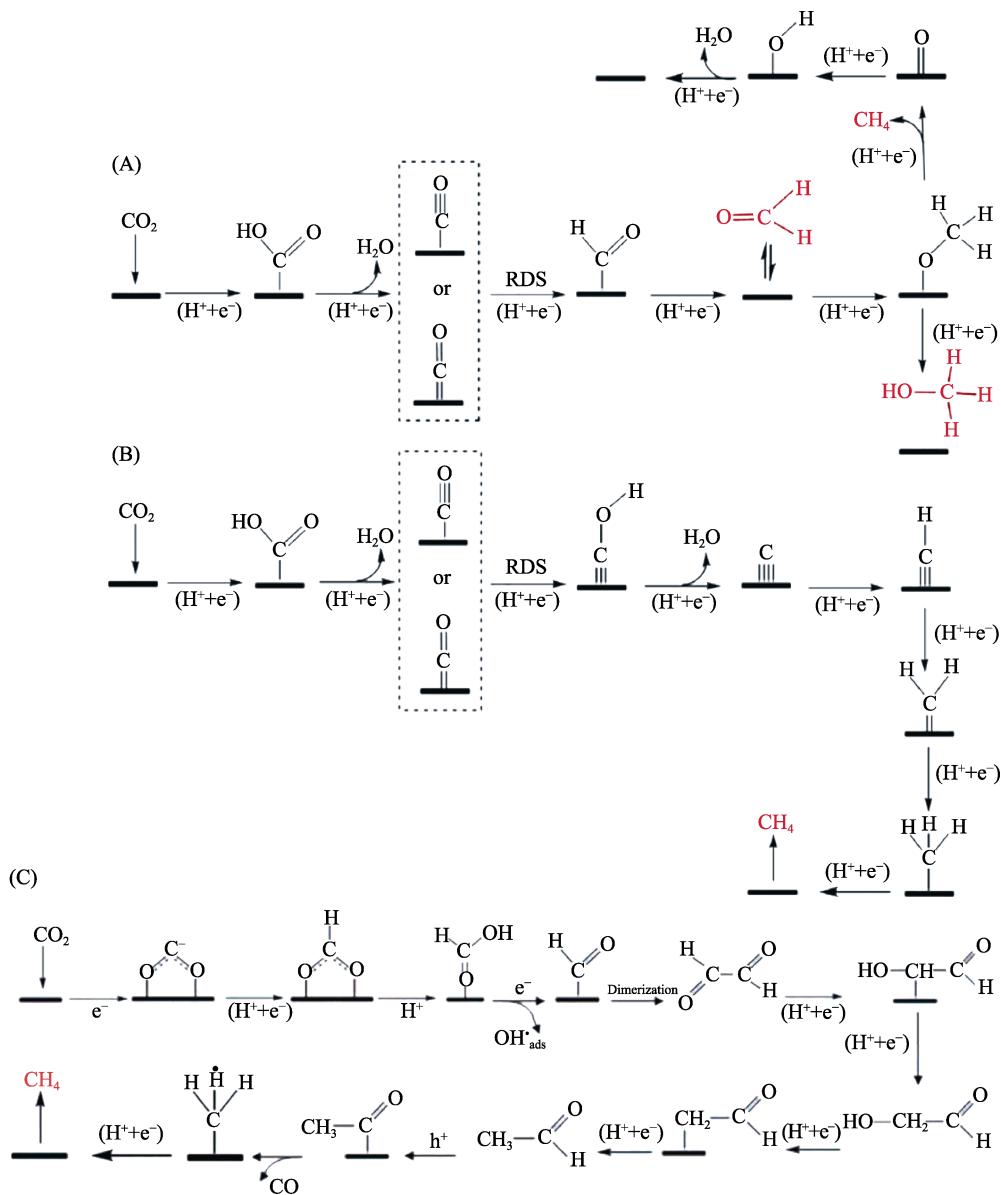 H
H₂O
O
O
(H⁺+e⁻)
(H⁺+e⁻)
CH₄
(H⁺+e⁻)
(A)
CO₂
HO
O
C
H₂O
O
C
or
O
C
H
O
C
O
C
H
H
H
H
C
H
O
RDS
(H⁺+e⁻)
(H⁺+e⁻)
(H⁺+e⁻)
(H⁺+e⁻)
(H⁺+e⁻)
(H⁺+e⁻)
H
HO
C
H
H
(B)
CO₂
HO
O
C
H₂O
O
C
or
O
C
H
O
C
H₂O
C
H
C
RDS
(H⁺+e⁻)
(H⁺+e⁻)
(H⁺+e⁻)
(H⁺+e⁻)
(H⁺+e⁻)
(H⁺+e⁻)
H
H
C
(H⁺+e⁻)
H
H
H
C
(H⁺+e⁻)
CH₄
(C)
CO₂
C⁻
O
O
H
C
O
O
H
OH
C
O
H
O
C
H
C
C
O
O
H
HO
CH
C
O
H
e⁻
(H⁺+e⁻)
H⁺
e⁻
OH•ads
Dimerization
(H⁺+e⁻)
(H⁺+e⁻)
HO
CH₂
C
O
H
(H⁺+e⁻)
CH₂
C
O
H
(H⁺+e⁻)
CH₃
C
O
H
h⁺
CH₃
C
O
CO
H
•
H
H
C
(H⁺+e⁻)
CH₄